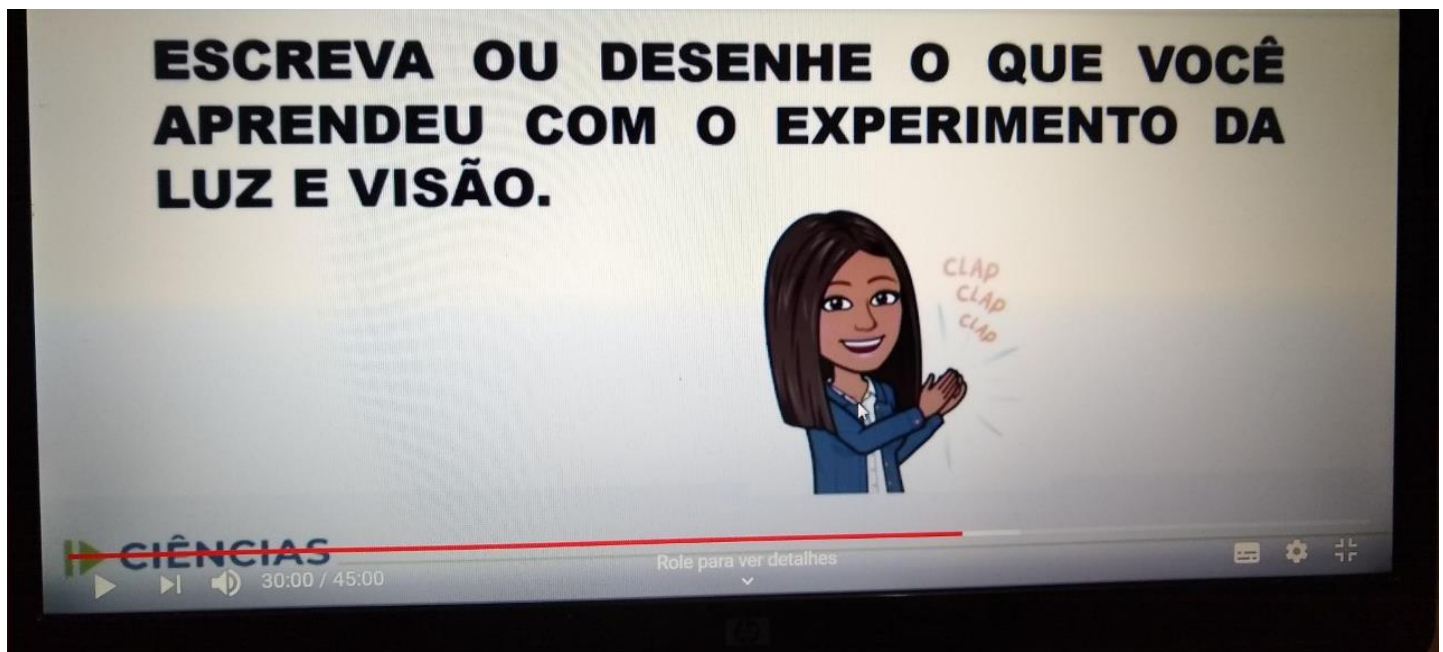 ESCREVA OU DESENHE O QUE VOCÊ
APRENDEU COM O EXPERIMENTO DA
LUZ E VISÃO.
CLAP
CLAP
CLAP
CIÊNCIAS
Role para ver detalhes
30:00 / 45:00
hp